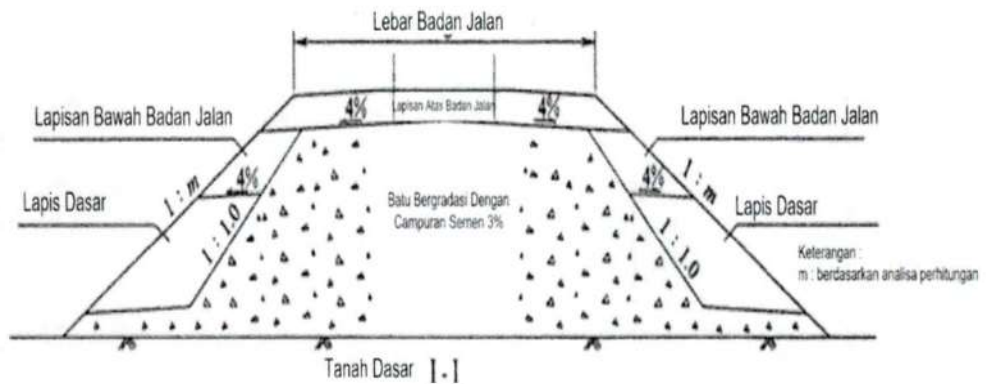 Lebar Badan Jalan
4%
Lapisan Atas Badan Jalan
4%
Lapisan Bawah Badan Jalan
Lapisan Bawah Badan Jalan
1 : m
4%
4%
1 : m
Lapis Dasar
Batu Bergradasi Dengan
Campuran Semen 3%
Lapis Dasar
1 : 1.0
1 : 1.0
Keterangan :
m : berdasarkan analisa perhitungan
Tanah Dasar I.I